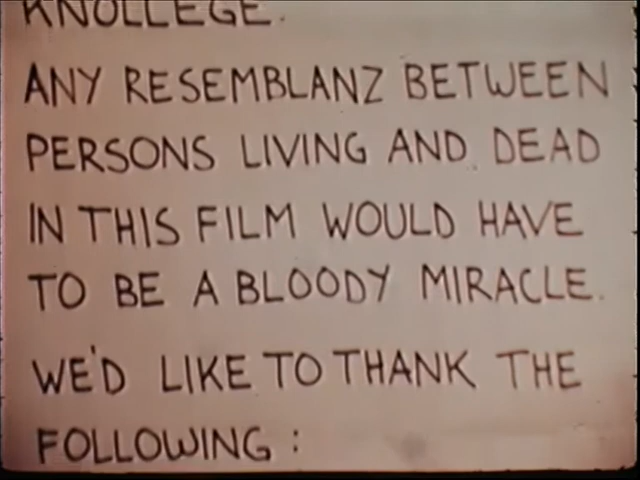 KNOLLEGE.
ANY RESEMBLANZ BETWEEN
PERSONS LIVING AND DEAD
IN THIS FILM WOULD HAVE
TO BE A BLOODY MIRACLE.
WE'D LIKE TO THANK THE
FOLLOWING: